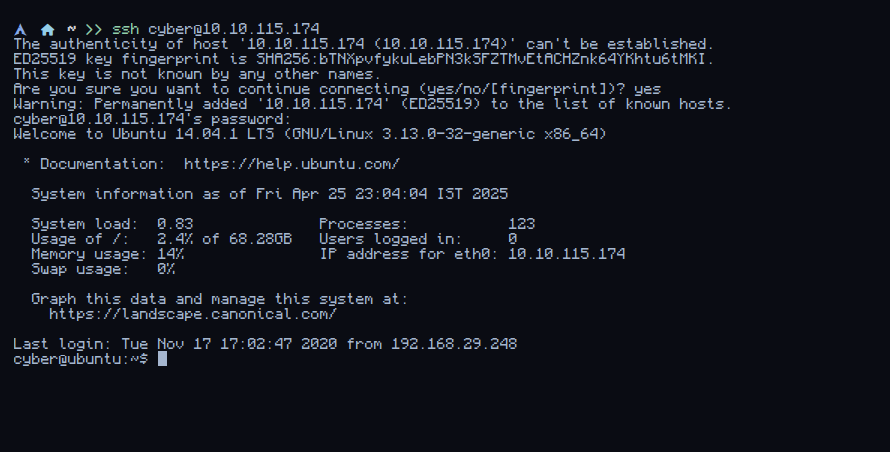 ~ >> ssh cyber@10.10.115.174
The authenticity of host '10.10.115.174 (10.10.115.174)' can't be established.
ED25519 key fingerprint is SHA256:bTNXpvfykuLebPN3kSFZTMvEtACHZnk64YKhtu6tMKI.
This key is not known by any other names.
Are you sure you want to continue connecting (yes/no/[fingerprint])? yes
Warning: Permanently added '10.10.115.174' (ED25519) to the list of known hosts.
cyber@10.10.115.174's password:
Welcome to Ubuntu 14.04.1 LTS (GNU/Linux 3.13.0-32-generic x86_64)
* Documentation:  https://help.ubuntu.com/
System information as of Fri Apr 25 23:04:04 IST 2025
System load:  0.83              Processes:           123
Usage of /:   2.4% of 68.28GB   Users logged in:     0
Memory usage: 14%               IP address for eth0: 10.10.115.174
Swap usage:   0%
Graph this data and manage this system at:
https://landscape.canonical.com/
Last login: Tue Nov 17 17:02:47 2020 from 192.168.29.248
cyber@ubuntu:~$